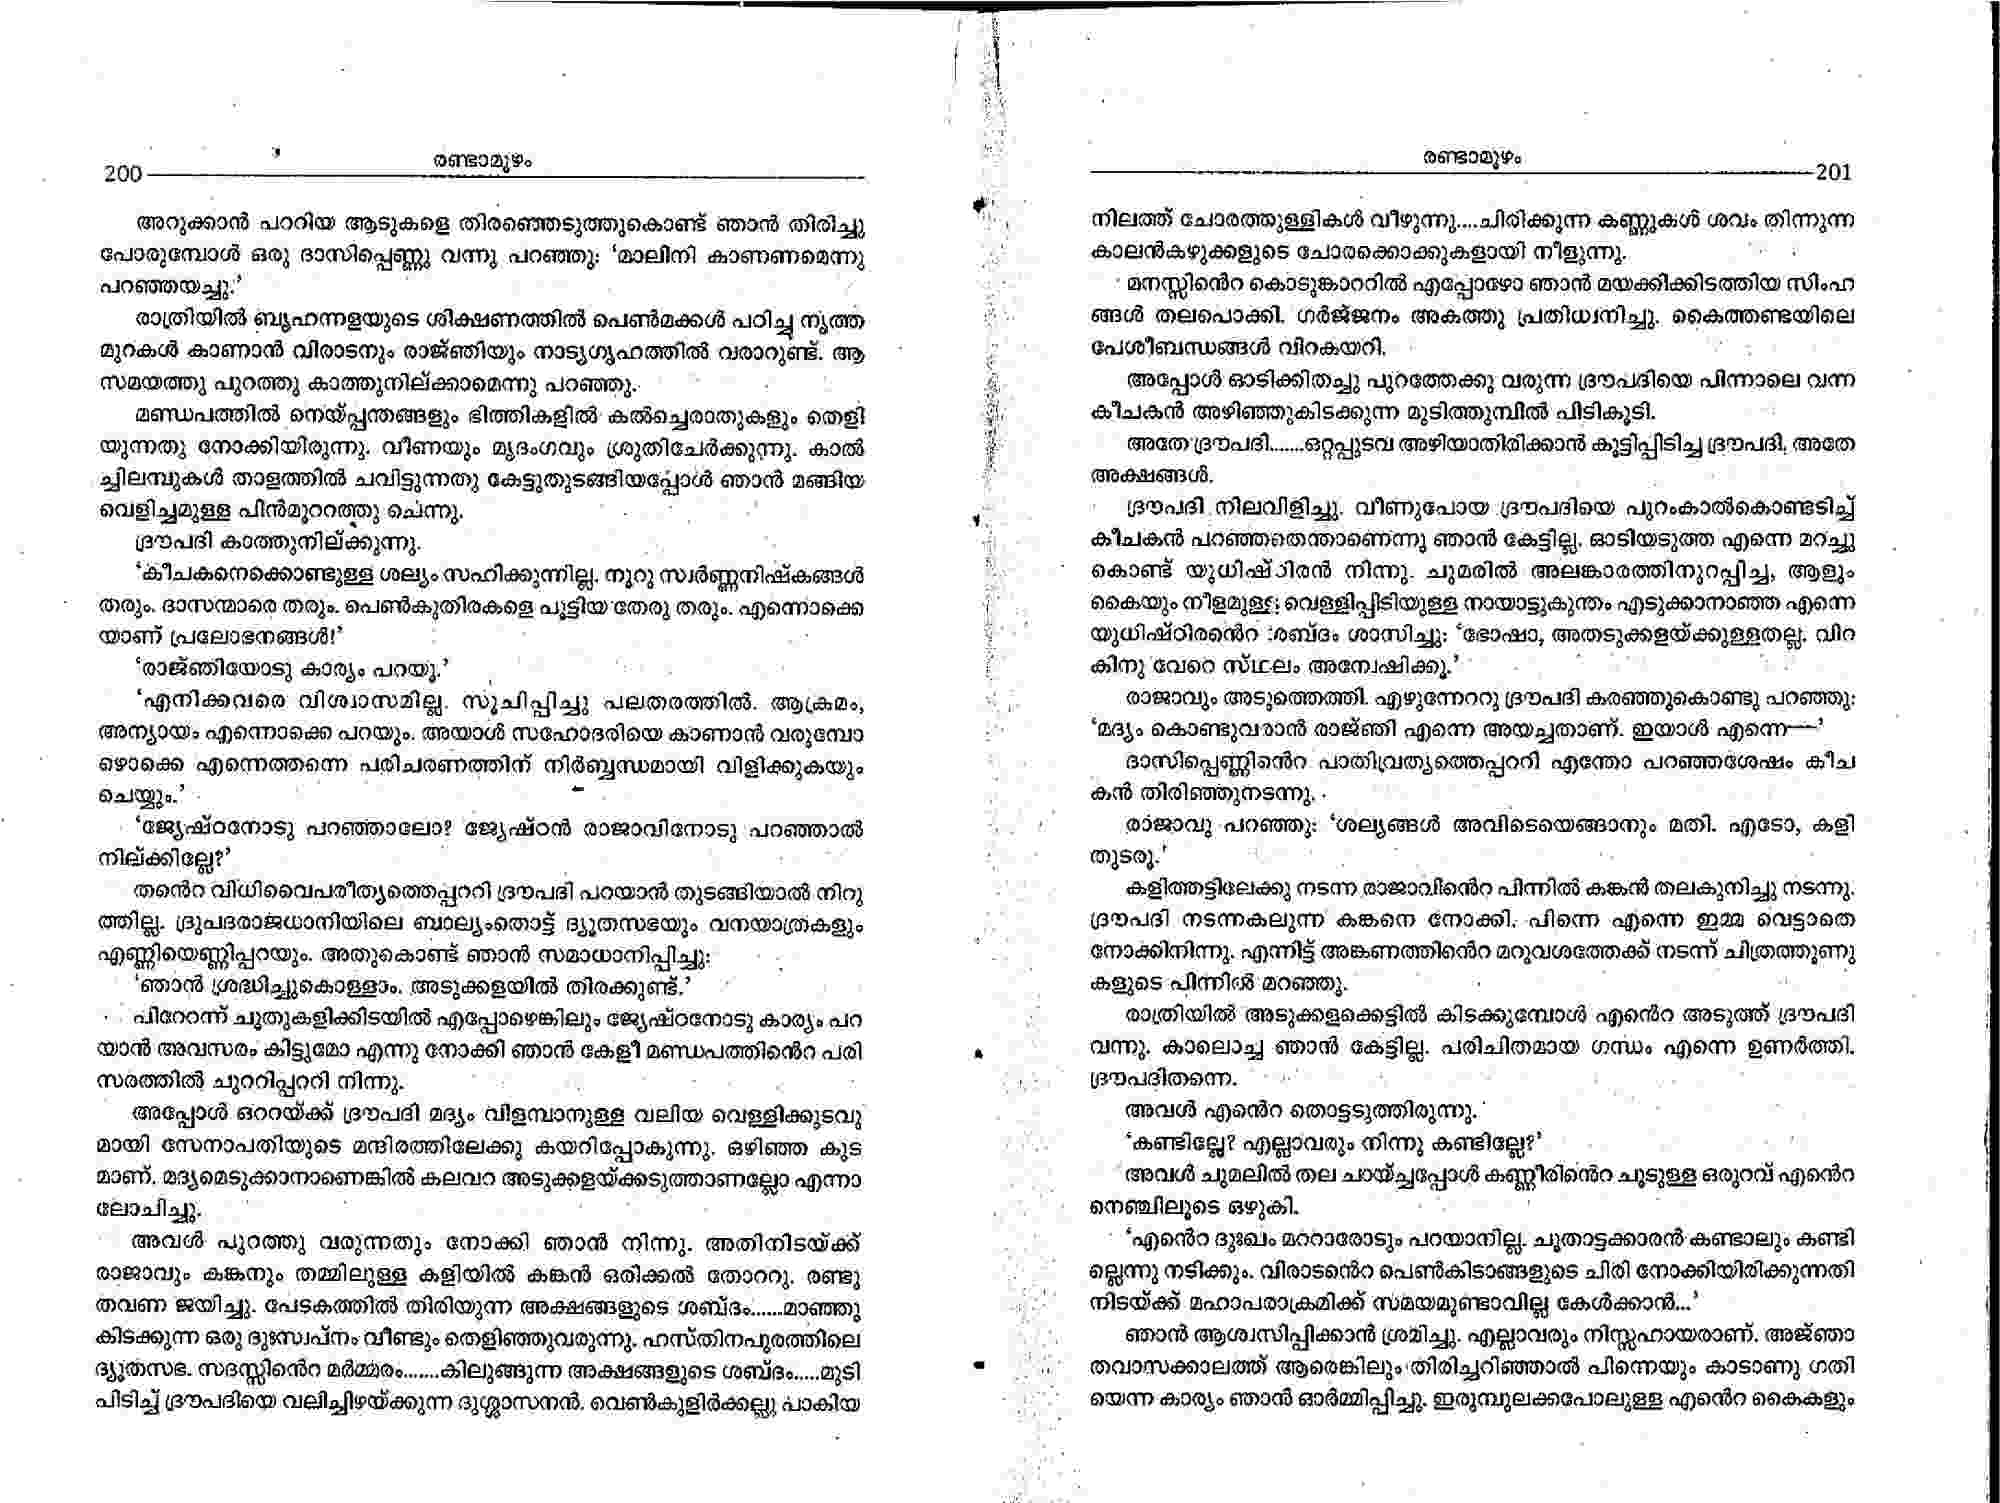 200
രണ്ടാമൂഴം
അറുക്കാൻ പററിയ ആടുകളെ തിരഞ്ഞെടുത്തുകൊണ്ട് ഞാൻ തിരിച്ചു
പോരുമ്പോൾ ഒരു ദാസിപ്പെണ്ണു വന്നു പറഞ്ഞു: ‘മാലിനി കാണണമെന്നു
പറഞ്ഞയച്ചു.’
രാത്രിയിൽ ബൃഹന്നളയുടെ ശിക്ഷണത്തിൽ പെൺമക്കൾ പഠിച്ച നൃത്ത
മുറകൾ കാണാൻ വിരാടനും രാജ്ഞിയും നാട്യഗൃഹത്തിൽ വരാറുണ്ട്. ആ
സമയത്തു പുറത്തു കാത്തുനില്ക്കാമെന്നു പറഞ്ഞു.
മണ്ഡപത്തിൽ നെയ്പ്പന്തങ്ങളും ഭിത്തികളിൽ കൽച്ചെരാതുകളും തെളി
യുന്നതു നോക്കിയിരുന്നു. വീണയും മൃദംഗവും ശ്രുതിചേർക്കുന്നു. കാൽ
ച്ചിലമ്പുകൾ താളത്തിൽ ചവിട്ടുന്നതു കേട്ടുതുടങ്ങിയപ്പോൾ ഞാൻ മങ്ങിയ
വെളിച്ചമുള്ള പിൻമുററത്തു ചെന്നു.
ദ്രൗപദി കാത്തുനില്ക്കുന്നു.
‘കീചകനെക്കൊണ്ടുള്ള ശല്യം സഹിക്കുന്നില്ല. നൂറു സ്വർണ്ണനിഷ്കങ്ങൾ
തരും. ദാസന്മാരെ തരും. പെൺകുതിരകളെ പൂട്ടിയ തേരു തരും. എന്നൊക്കെ
യാണ് പ്രലോഭനങ്ങൾ!’
‘രാജ്ഞിയോടു കാര്യം പറയൂ.’
‘എനിക്കവരെ വിശ്വാസമില്ല. സൂചിപ്പിച്ചു പലതരത്തിൽ. ആക്രമം,
അന്യായം എന്നൊക്കെ പറയും. അയാൾ സഹോദരിയെ കാണാൻ വരുമ്പോ
ഴൊക്കെ എന്നെത്തന്നെ പരിചരണത്തിന് നിർബ്ബന്ധമായി വിളിക്കുകയും
ചെയ്യും.’
‘ജ്യേഷ്ഠനോടു പറഞ്ഞാലോ? ജ്യേഷ്ഠൻ രാജാവിനോടു പറഞ്ഞാൽ
നില്ക്കില്ലേ?’
തൻെറ വിധിവൈപരീത്യത്തെപ്പററി ദ്രൗപദി പറയാൻ തുടങ്ങിയാൽ നിറു
ത്തില്ല. ദ്രുപദരാജധാനിയിലെ ബാല്യംതൊട്ട് ദ്യൂതസഭയും വനയാത്രകളും
എണ്ണിയെണ്ണിപ്പറയും. അതുകൊണ്ട് ഞാൻ സമാധാനിപ്പിച്ചു:
‘ഞാൻ ശ്രദ്ധിച്ചുകൊള്ളാം. അടുക്കളയിൽ തിരക്കുണ്ട്.’
പിറേറന്ന് ചൂതുകളിക്കിടയിൽ എപ്പോഴെങ്കിലും ജ്യേഷ്ഠനോടു കാര്യം പറ
യാൻ അവസരം കിട്ടുമോ എന്നു നോക്കി ഞാൻ കേളീ മണ്ഡപത്തിൻെറ പരി
സരത്തിൽ ചുററിപ്പററി നിന്നു.
അപ്പോൾ ഒററയ്ക്ക് ദ്രൗപദി മദ്യം വിളമ്പാനുള്ള വലിയ വെള്ളിക്കുടവു
മായി സേനാപതിയുടെ മന്ദിരത്തിലേക്കു കയറിപ്പോകുന്നു. ഒഴിഞ്ഞ കുട
മാണ്. മദ്യമെടുക്കാനാണെങ്കിൽ കലവറ അടുക്കളയ്ക്കടുത്താണല്ലോ എന്നാ
ലോചിച്ചു.
അവൾ പുറത്തു വരുന്നതും നോക്കി ഞാൻ നിന്നു. അതിനിടയ്ക്ക്
രാജാവും കങ്കനും തമ്മിലുള്ള കളിയിൽ കങ്കൻ ഒരിക്കൽ തോററു. രണ്ടു
തവണ ജയിച്ചു. പേടകത്തിൽ തിരിയുന്ന അക്ഷങ്ങളുടെ ശബ്ദം......മാഞ്ഞു
കിടക്കുന്ന ഒരു ദുഃസ്വപ്നം വീണ്ടും തെളിഞ്ഞുവരുന്നു. ഹസ്തിനപുരത്തിലെ
ദ്യൂതസഭ. സദസ്സിൻെറ മർമ്മരം.......കിലുങ്ങുന്ന അക്ഷങ്ങളുടെ ശബ്ദം.....മുടി
പിടിച്ച് ദ്രൗപദിയെ വലിച്ചിഴയ്ക്കുന്ന ദുശ്ശാസനൻ. വെൺകുളിർക്കല്ലു പാകിയ
രണ്ടാമൂഴം
201
നിലത്ത് ചോരത്തുള്ളികൾ വീഴുന്നു....ചിരിക്കുന്ന കണ്ണുകൾ ശവം തിന്നുന്ന
കാലൻകഴുക്കളുടെ ചോരക്കൊക്കുകളായി നീളുന്നു.
മനസ്സിൻെറ കൊടുങ്കാററിൽ എപ്പോഴോ ഞാൻ മയക്കിക്കിടത്തിയ സിംഹ
ങ്ങൾ തലപൊക്കി. ഗർജ്ജനം അകത്തു പ്രതിധ്വനിച്ചു. കൈത്തണ്ടയിലെ
പേശീബന്ധങ്ങൾ വിറകയറി.
അപ്പോൾ ഓടിക്കിതച്ചു പുറത്തേക്കു വരുന്ന ദ്രൗപദിയെ പിന്നാലെ വന്ന
കീചകൻ അഴിഞ്ഞുകിടക്കുന്ന മുടിത്തുമ്പിൽ പിടികൂടി.
അതേ ദ്രൗപദി......ഒറ്റപ്പുടവ അഴിയാതിരിക്കാൻ കൂട്ടിപ്പിടിച്ച ദ്രൗപദി, അതേ
അക്ഷങ്ങൾ.
ദ്രൗപദി നിലവിളിച്ചു. വീണുപോയ ദ്രൗപദിയെ പുറംകാൽകൊണ്ടടിച്ച്
കീചകൻ പറഞ്ഞതെന്താണെന്നു ഞാൻ കേട്ടില്ല. ഓടിയടുത്ത എന്നെ മറച്ചു
കൊണ്ട് യുധിഷ്ഠിരൻ നിന്നു. ചുമരിൽ അലങ്കാരത്തിനുറപ്പിച്ച, ആളും
കൈയും നീളമുള്ള വെള്ളിപ്പിടിയുള്ള നായാട്ടുകുന്തം എടുക്കാനാഞ്ഞ എന്നെ
യുധിഷ്ഠിരൻെറ ശബ്ദം ശാസിച്ചു: ‘ഭോഷാ, അതടുക്കളയ്ക്കുള്ളതല്ല. വിറ
കിനു വേറെ സ്ഥലം അന്വേഷിക്കൂ.’
രാജാവും അടുത്തെത്തി. എഴുന്നേററു ദ്രൗപദി കരഞ്ഞുകൊണ്ടു പറഞ്ഞു:
‘മദ്യം കൊണ്ടുവരാൻ രാജ്ഞി എന്നെ അയച്ചതാണ്. ഇയാൾ എന്നെ—’
ദാസിപ്പെണ്ണിൻെറ പാതിവ്രത്യത്തെപ്പററി എന്തോ പറഞ്ഞശേഷം കീച
കൻ തിരിഞ്ഞുനടന്നു.
രാജാവു പറഞ്ഞു: ‘ശല്യങ്ങൾ അവിടെയെങ്ങാനും മതി. എടോ, കളി
തുടരൂ.’
കളിത്തട്ടിലേക്കു നടന്ന രാജാവിൻെറ പിന്നിൽ കങ്കൻ തലകുനിച്ചു നടന്നു.
ദ്രൗപദി നടന്നകലുന്ന കങ്കനെ നോക്കി. പിന്നെ എന്നെ ഇമ്മ വെട്ടാതെ
നോക്കിനിന്നു. എന്നിട്ട് അങ്കണത്തിൻെറ മറുവശത്തേക്ക് നടന്ന് ചിത്രത്തൂണു
കളുടെ പിന്നിൽ മറഞ്ഞു.
രാത്രിയിൽ അടുക്കളക്കെട്ടിൽ കിടക്കുമ്പോൾ എൻെറ അടുത്ത് ദ്രൗപദി
വന്നു. കാലൊച്ച ഞാൻ കേട്ടില്ല. പരിചിതമായ ഗന്ധം എന്നെ ഉണർത്തി.
ദ്രൗപദിതന്നെ.
അവൾ എൻെറ തൊട്ടടുത്തിരുന്നു.
‘കണ്ടില്ലേ? എല്ലാവരും നിന്നു കണ്ടില്ലേ?’
അവൾ ചുമലിൽ തല ചായ്ച്ചപ്പോൾ കണ്ണീരിൻെറ ചൂടുള്ള ഒരുറവ് എൻെറ
നെഞ്ചിലൂടെ ഒഴുകി.
‘എൻെറ ദുഃഖം മററാരോടും പറയാനില്ല. ചൂതാട്ടക്കാരൻ കണ്ടാലും കണ്ടി
ല്ലെന്നു നടിക്കും. വിരാടൻെറ പെൺകിടാങ്ങളുടെ ചിരി നോക്കിയിരിക്കുന്നതി
നിടയ്ക്ക് മഹാപരാക്രമിക്ക് സമയമുണ്ടാവില്ല കേൾക്കാൻ...’
ഞാൻ ആശ്വസിപ്പിക്കാൻ ശ്രമിച്ചു. എല്ലാവരും നിസ്സഹായരാണ്. അജ്ഞാ
തവാസക്കാലത്ത് ആരെങ്കിലും തിരിച്ചറിഞ്ഞാൽ പിന്നെയും കാടാണു ഗതി
യെന്ന കാര്യം ഞാൻ ഓർമ്മിപ്പിച്ചു. ഇരുമ്പുലക്കപോലുള്ള എൻെറ കൈകളും